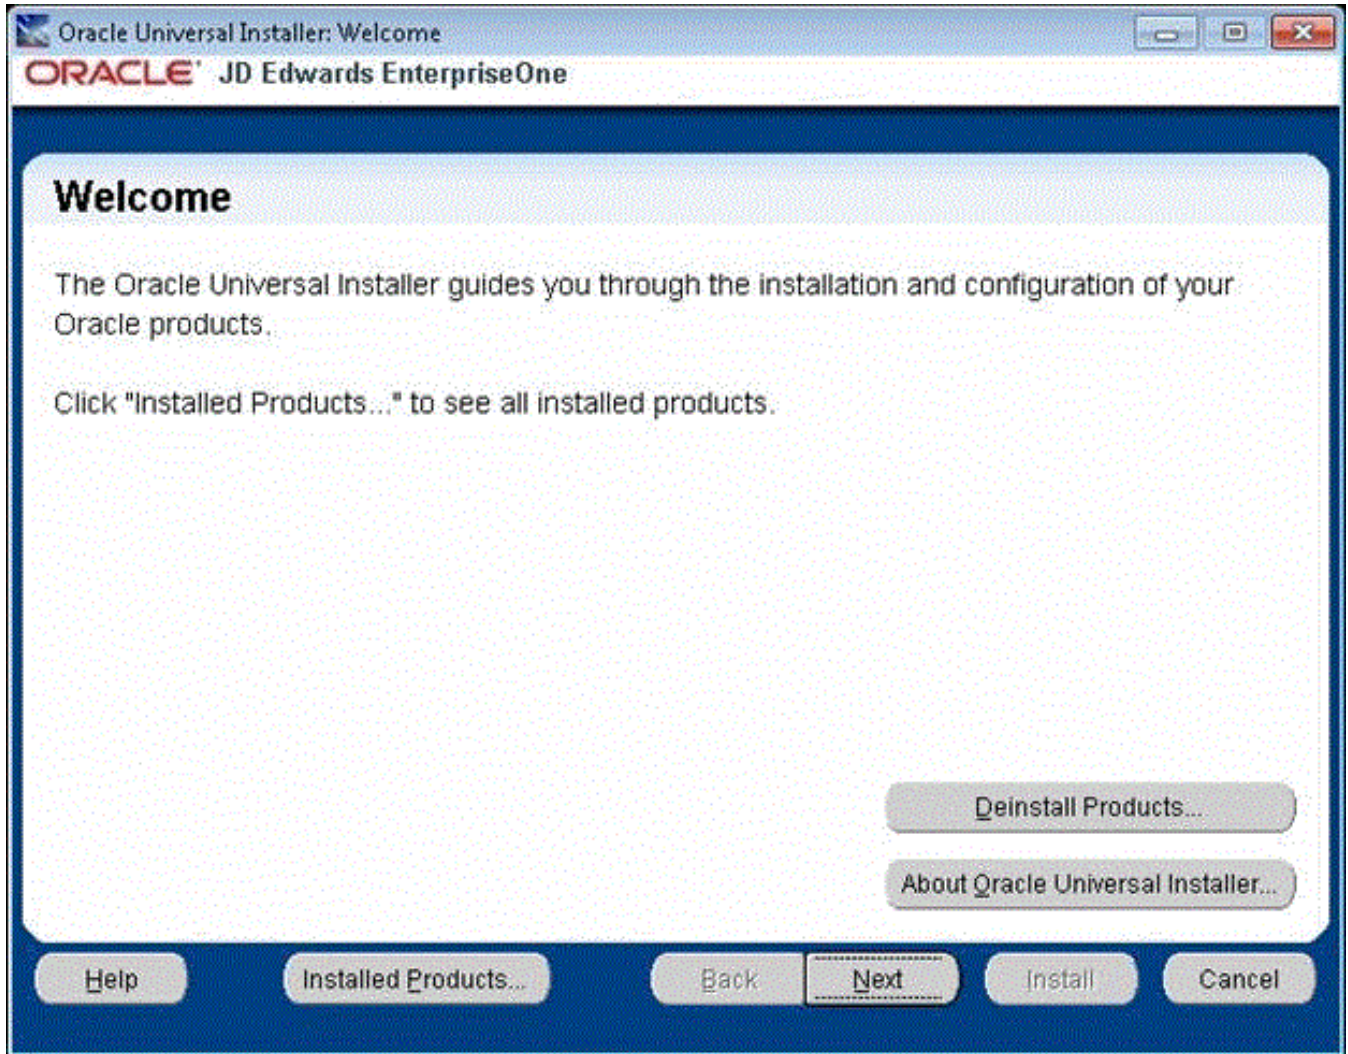 Oracle Universal Installer: Welcome
ORACLE' JD Edwards EnterpriseOne
Welcome
The Oracle Universal Installer guides you through the installation and configuration of your
Oracle products.
Click "Installed Products..." to see all installed products.
Deinstall Products...
About Oracle Universal Installer...
Help Installed Products... Back Next Install Cancel